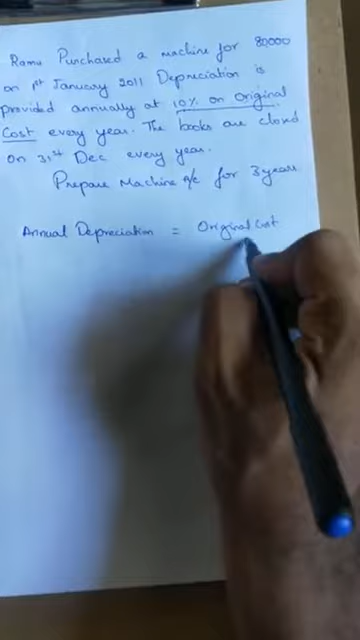 Ramu Purchased a machine for 80000
on 1st January 2011 Depreciation is
provided annually at 10% on Original
Cost every year. The books are closed
on 31st Dec every year.
Prepare Machine A/c for 3 years
Annual Depreciation = Original Cost